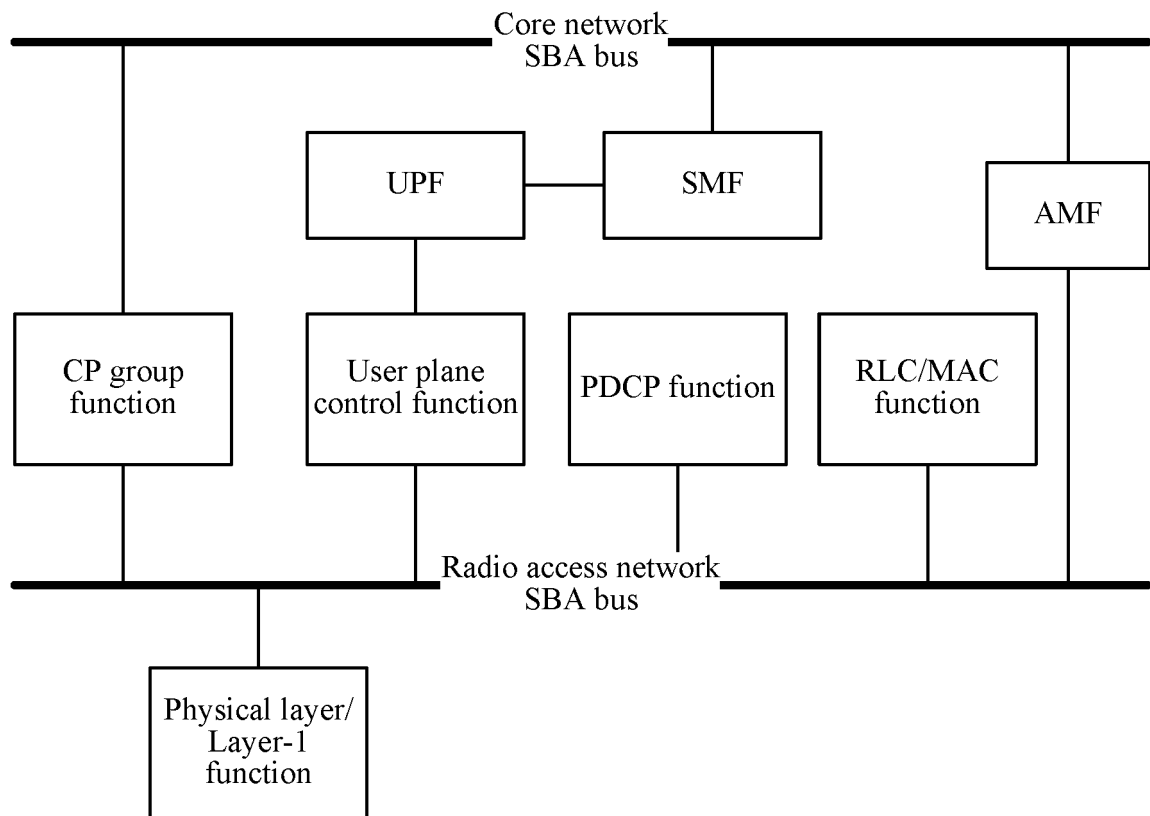 Core network
SBA bus
UPF
SMF
AMF
CP group
function
User plane
control function
PDCP function
RLC/MAC
function
Radio access network
SBA bus
Physical layer/
Layer-1
function